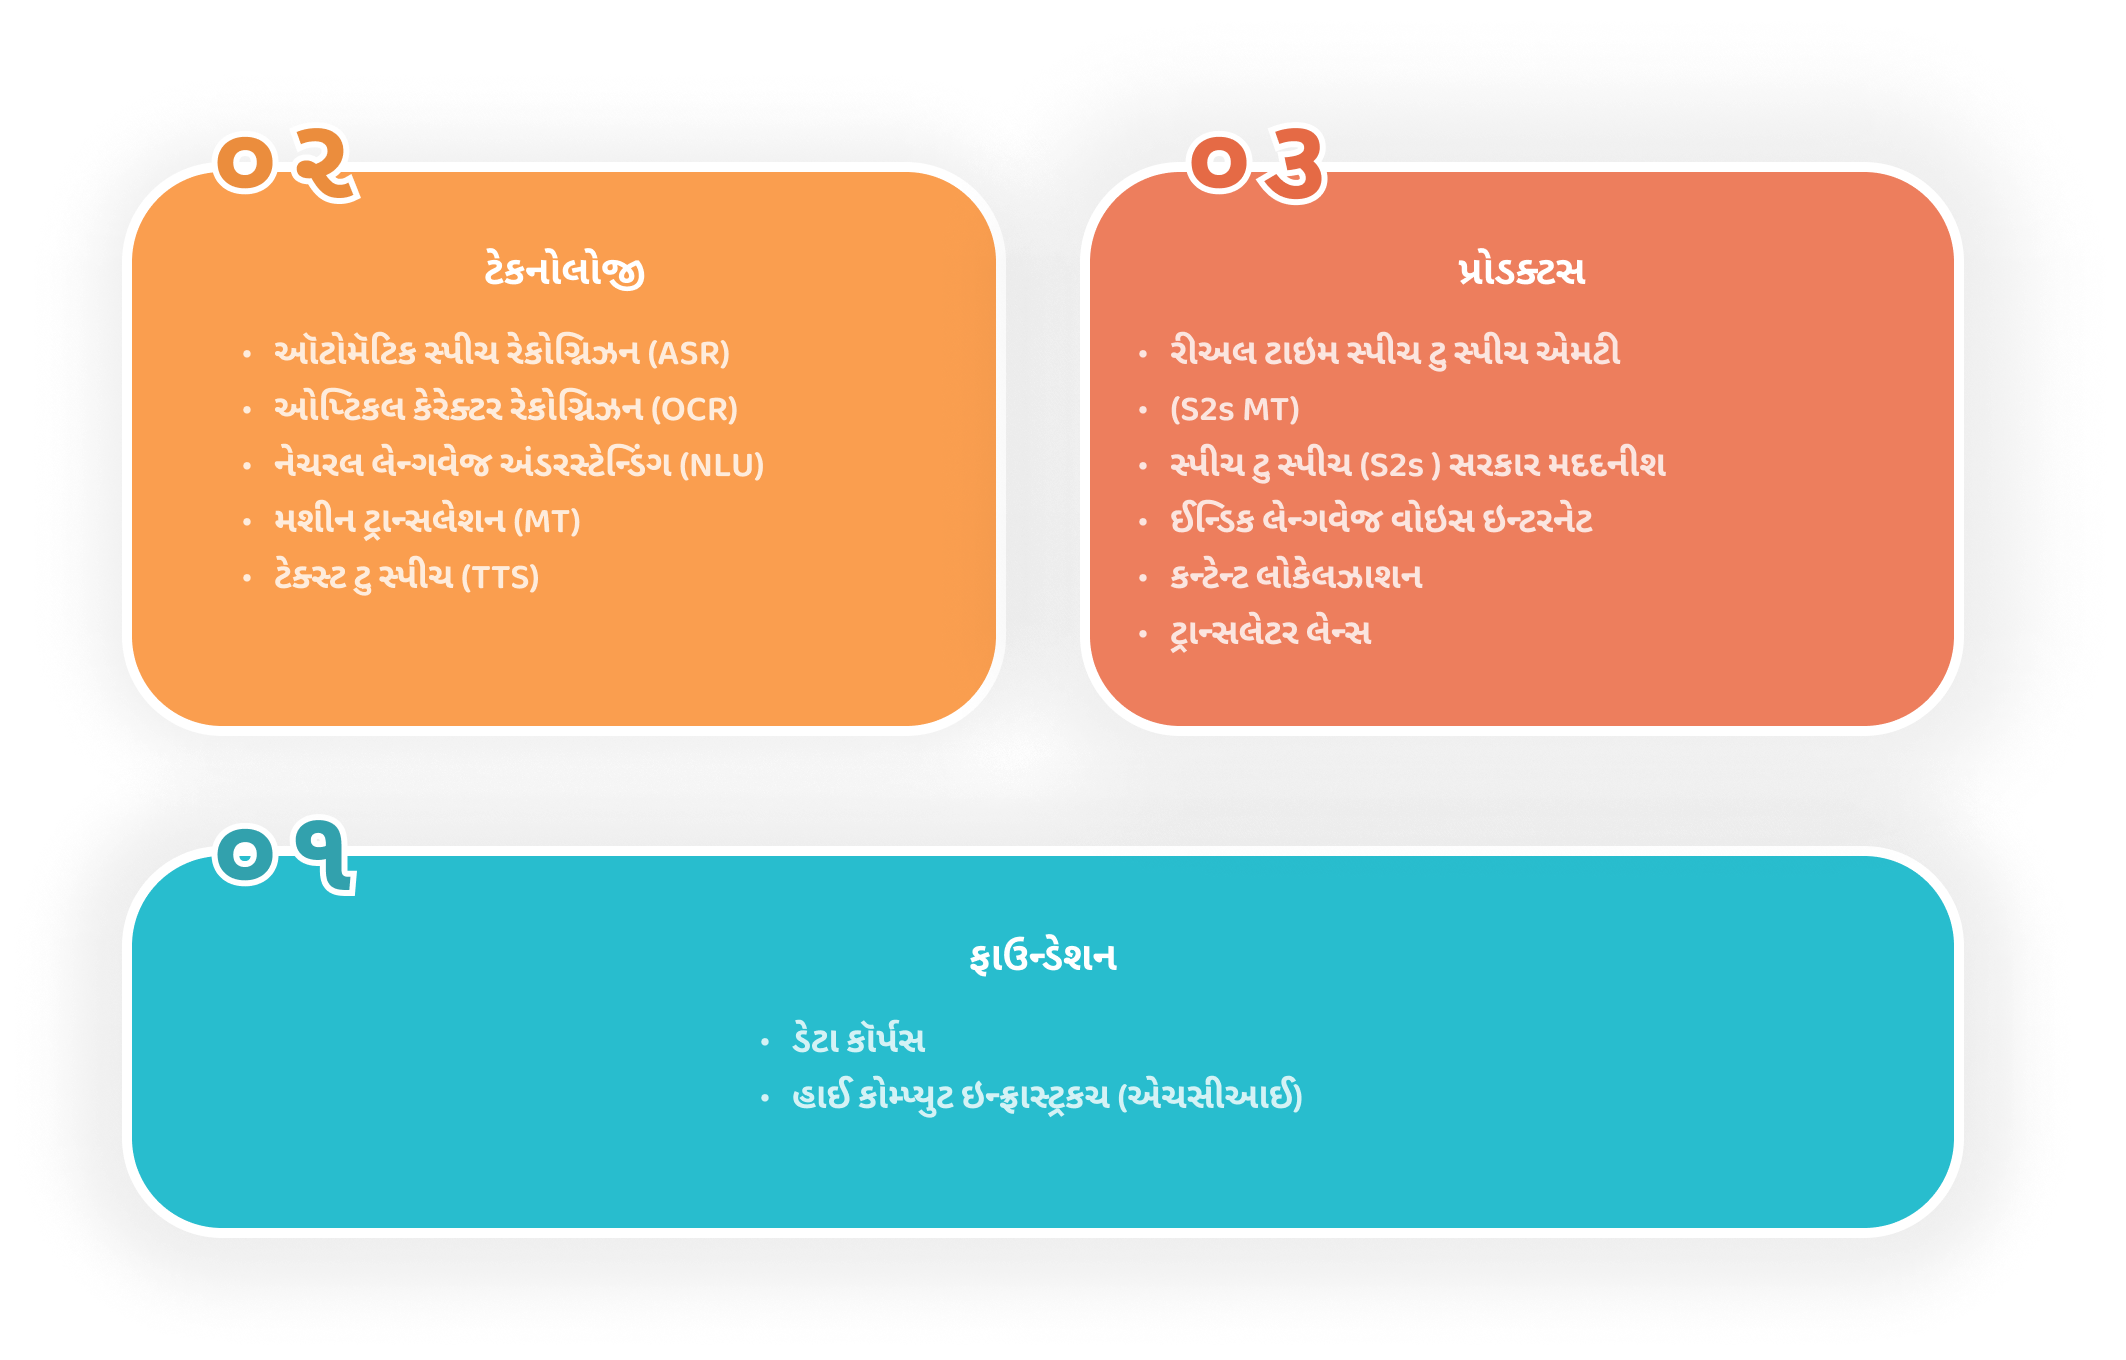 ૦૨
ટેકનોલોજી
• ઑટોમૅટિક સ્પીચ રેકોગ્નિઝન (ASR)
• ઓપ્ટિકલ કેરેક્ટર રેકોગ્નિઝન (OCR)
• નેચરલ લેન્ગવેજ અંડરસ્ટેન્ડિંગ (NLU)
• મશીન ટ્રાન્સલેશન (MT)
• ટેક્સ્ટ ટુ સ્પીચ (TTS)
૦૩
પ્રોડક્ટસ
• રીઅલ ટાઇમ સ્પીચ ટુ સ્પીચ એમટી
• (S2s MT)
• સ્પીચ ટુ સ્પીચ (S2s ) સરકાર મદદનીશ
• ઈન્ડિક લેન્ગવેજ વોઇસ ઇન્ટરનેટ
• કન્ટેન્ટ લોકેલઝાશન
• ટ્રાન્સલેટર લેન્સ
૦૧
ફાઉન્ડેશન
• ડેટા કૉર્પસ
• હાઈ કોમ્પ્યુટ ઇન્ફ્રાસ્ટ્રકચ (એચસીઆઈ)